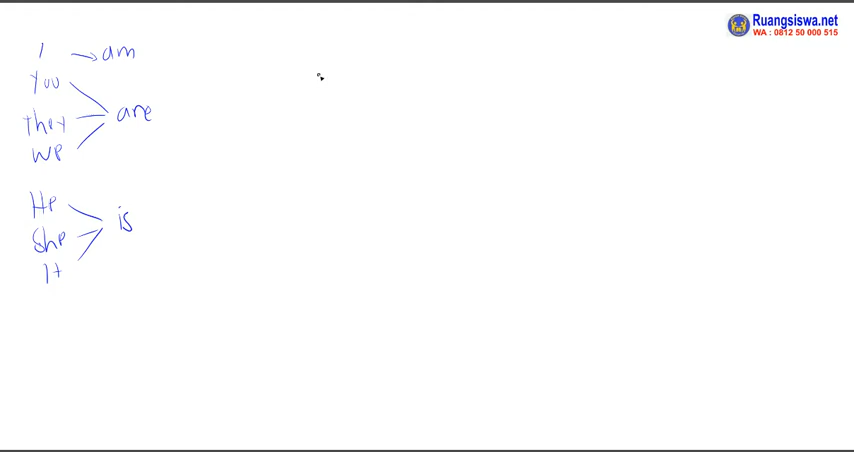 Ruangsiswa.net
WA : 0812 50 000 515
I → am
You
They
We
are
He
She
It
is